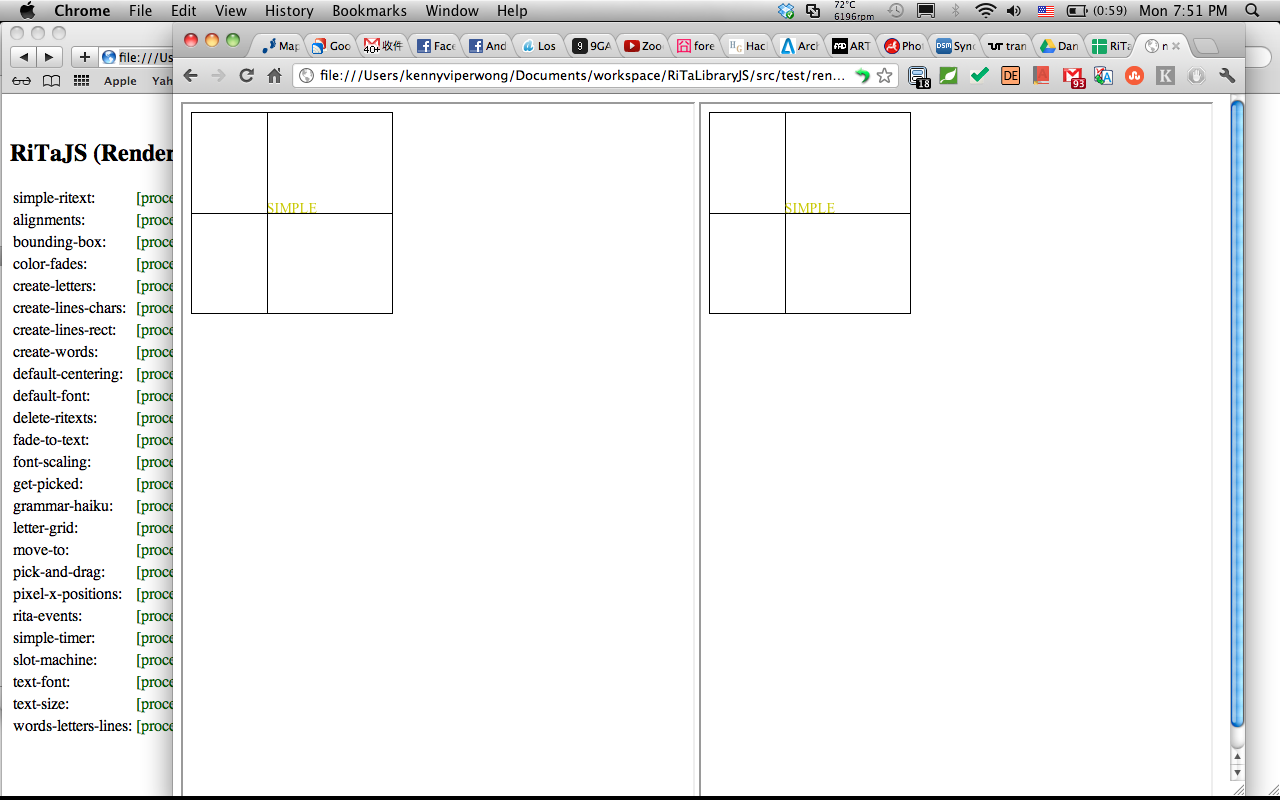 Chrome File Edit View History Bookmarks Window Help 72°C 6196rpm (0:59) Mon 7:51 PM
Map Goo 40+ 收件 Face And Los 9 9GA Zoo fore HG Hac Arc ART Pho DSM Sync tran Dan RiTa n
file:///Us
file:///Users/kennyviperwong/Documents/workspace/RiTaLibraryJS/src/test/ren... 18 DE 93 K
Apple Yah
RiTaJS (Render
simple-ritext: [proce
alignments: [proce
bounding-box: [proce
color-fades: [proce
create-letters: [proce
create-lines-chars: [proce
create-lines-rect: [proce
create-words: [proce
default-centering: [proce
default-font: [proce
delete-ritexts: [proce
fade-to-text: [proce
font-scaling: [proce
get-picked: [proce
grammar-haiku: [proce
letter-grid: [proce
move-to: [proce
pick-and-drag: [proce
pixel-x-positions: [proce
rita-events: [proce
simple-timer: [proce
slot-machine: [proce
text-font: [proce
text-size: [proce
words-letters-lines: [proce
SIMPLE
SIMPLE